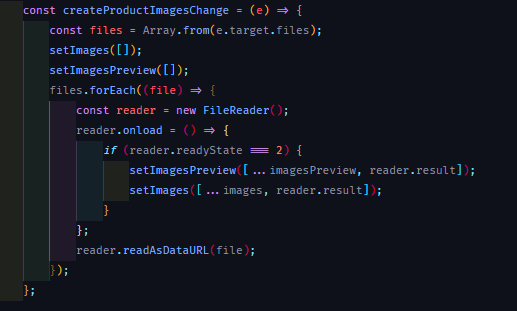 const createProductImagesChange = (e) => {
const files = Array.from(e.target.files);
setImages([]);
setImagesPreview([]);
files.forEach((file) => {
const reader = new FileReader();
reader.onload = () => {
if (reader.readyState === 2) {
setImagesPreview([...imagesPreview, reader.result]);
setImages([...images, reader.result]);
}
};
reader.readAsDataURL(file);
});
};